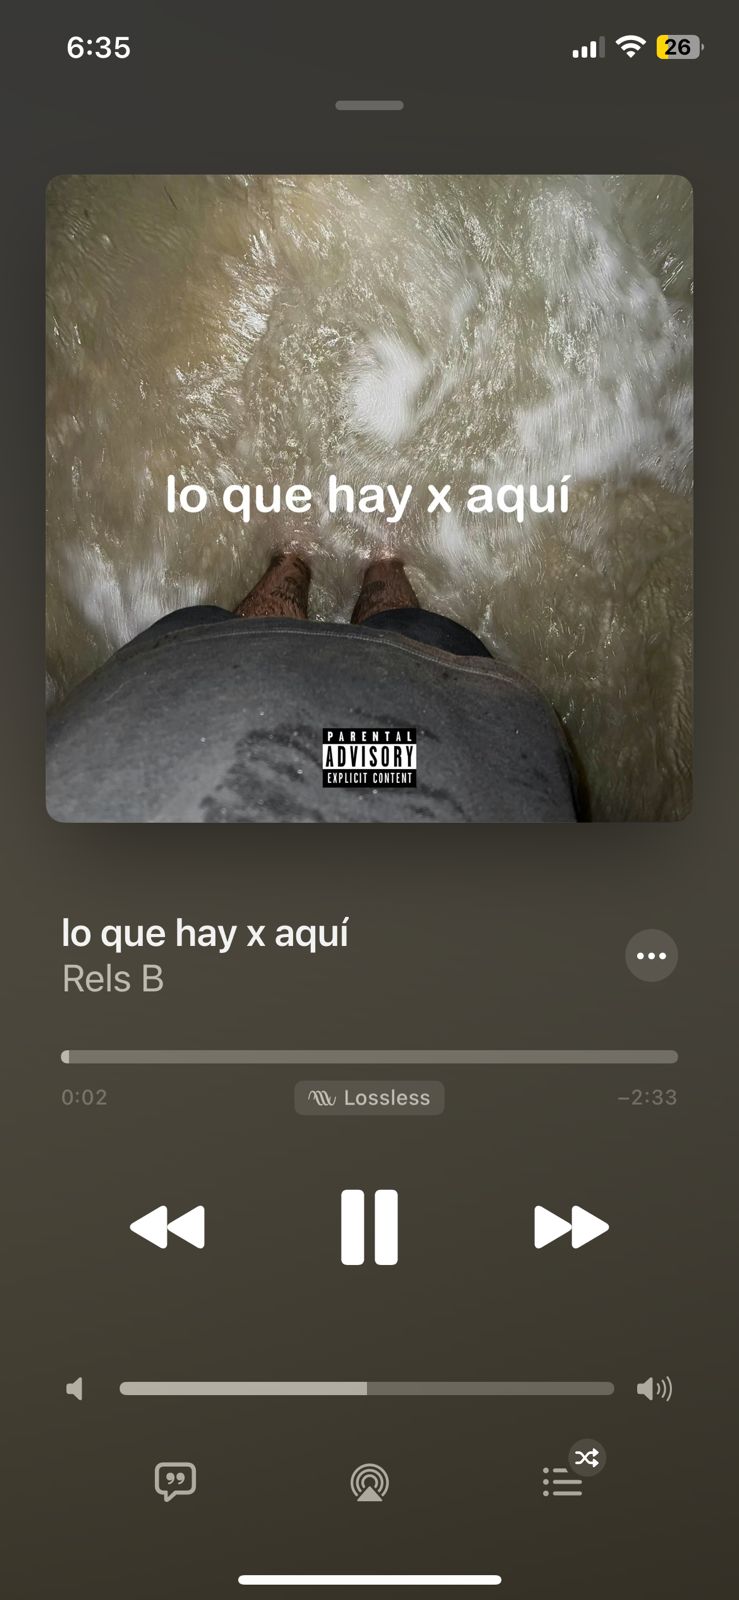 6:35
26
lo que hay x aquí
PARENTAL
ADVISORY
EXPLICIT CONTENT
lo que hay x aquí
Rels B
0:02
Lossless
–2:33